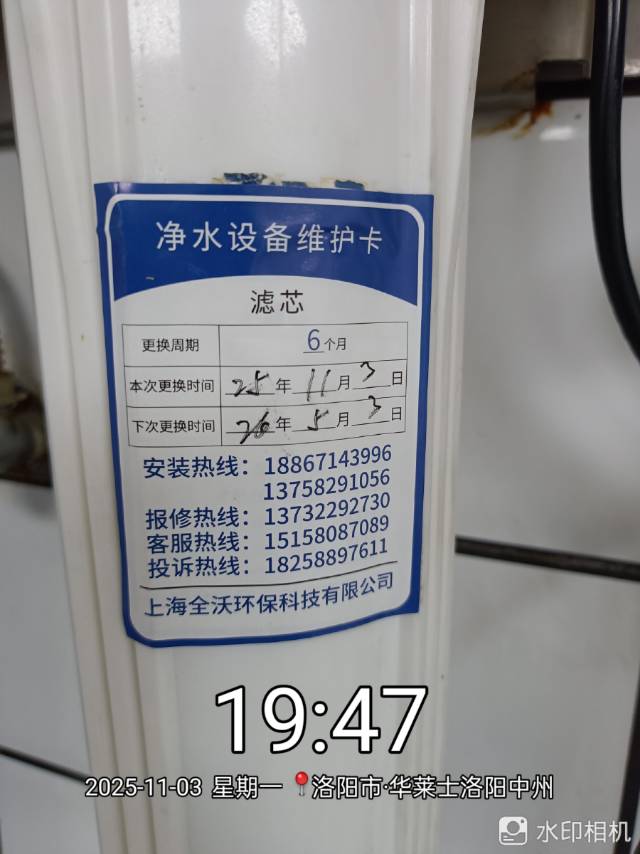 净水设备维护卡
滤芯
更换周期 6个月
本次更换时间 25年11月3日
下次更换时间 26年5月3日
安装热线：18867143996
13758291056
报修热线：13732292730
客服热线：15158087089
投诉热线：18258897611
上海全沃环保科技有限公司
19:47
2025-11-03 星期一 洛阳市·华莱士洛阳中州
水印相机